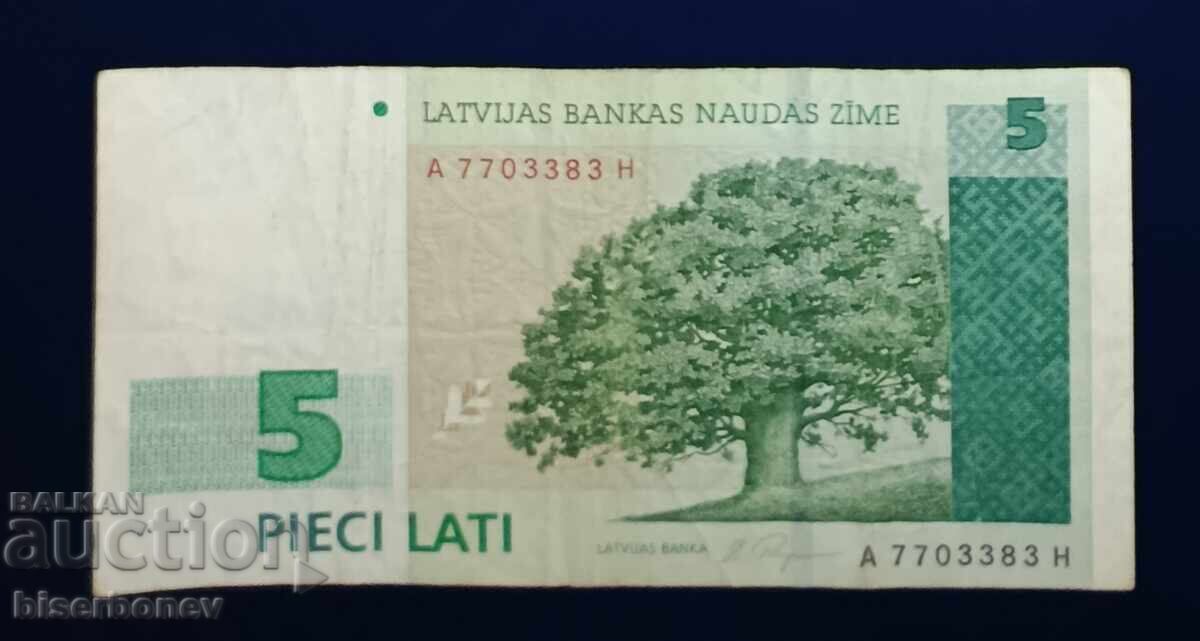 LATVIJAS BANKAS NAUDAS ZĪME
5
A 7703383 H
5
PIECI LATI
LATVIJAS BANKA
A 7703383 H
BALKAN
auction
biserbonev